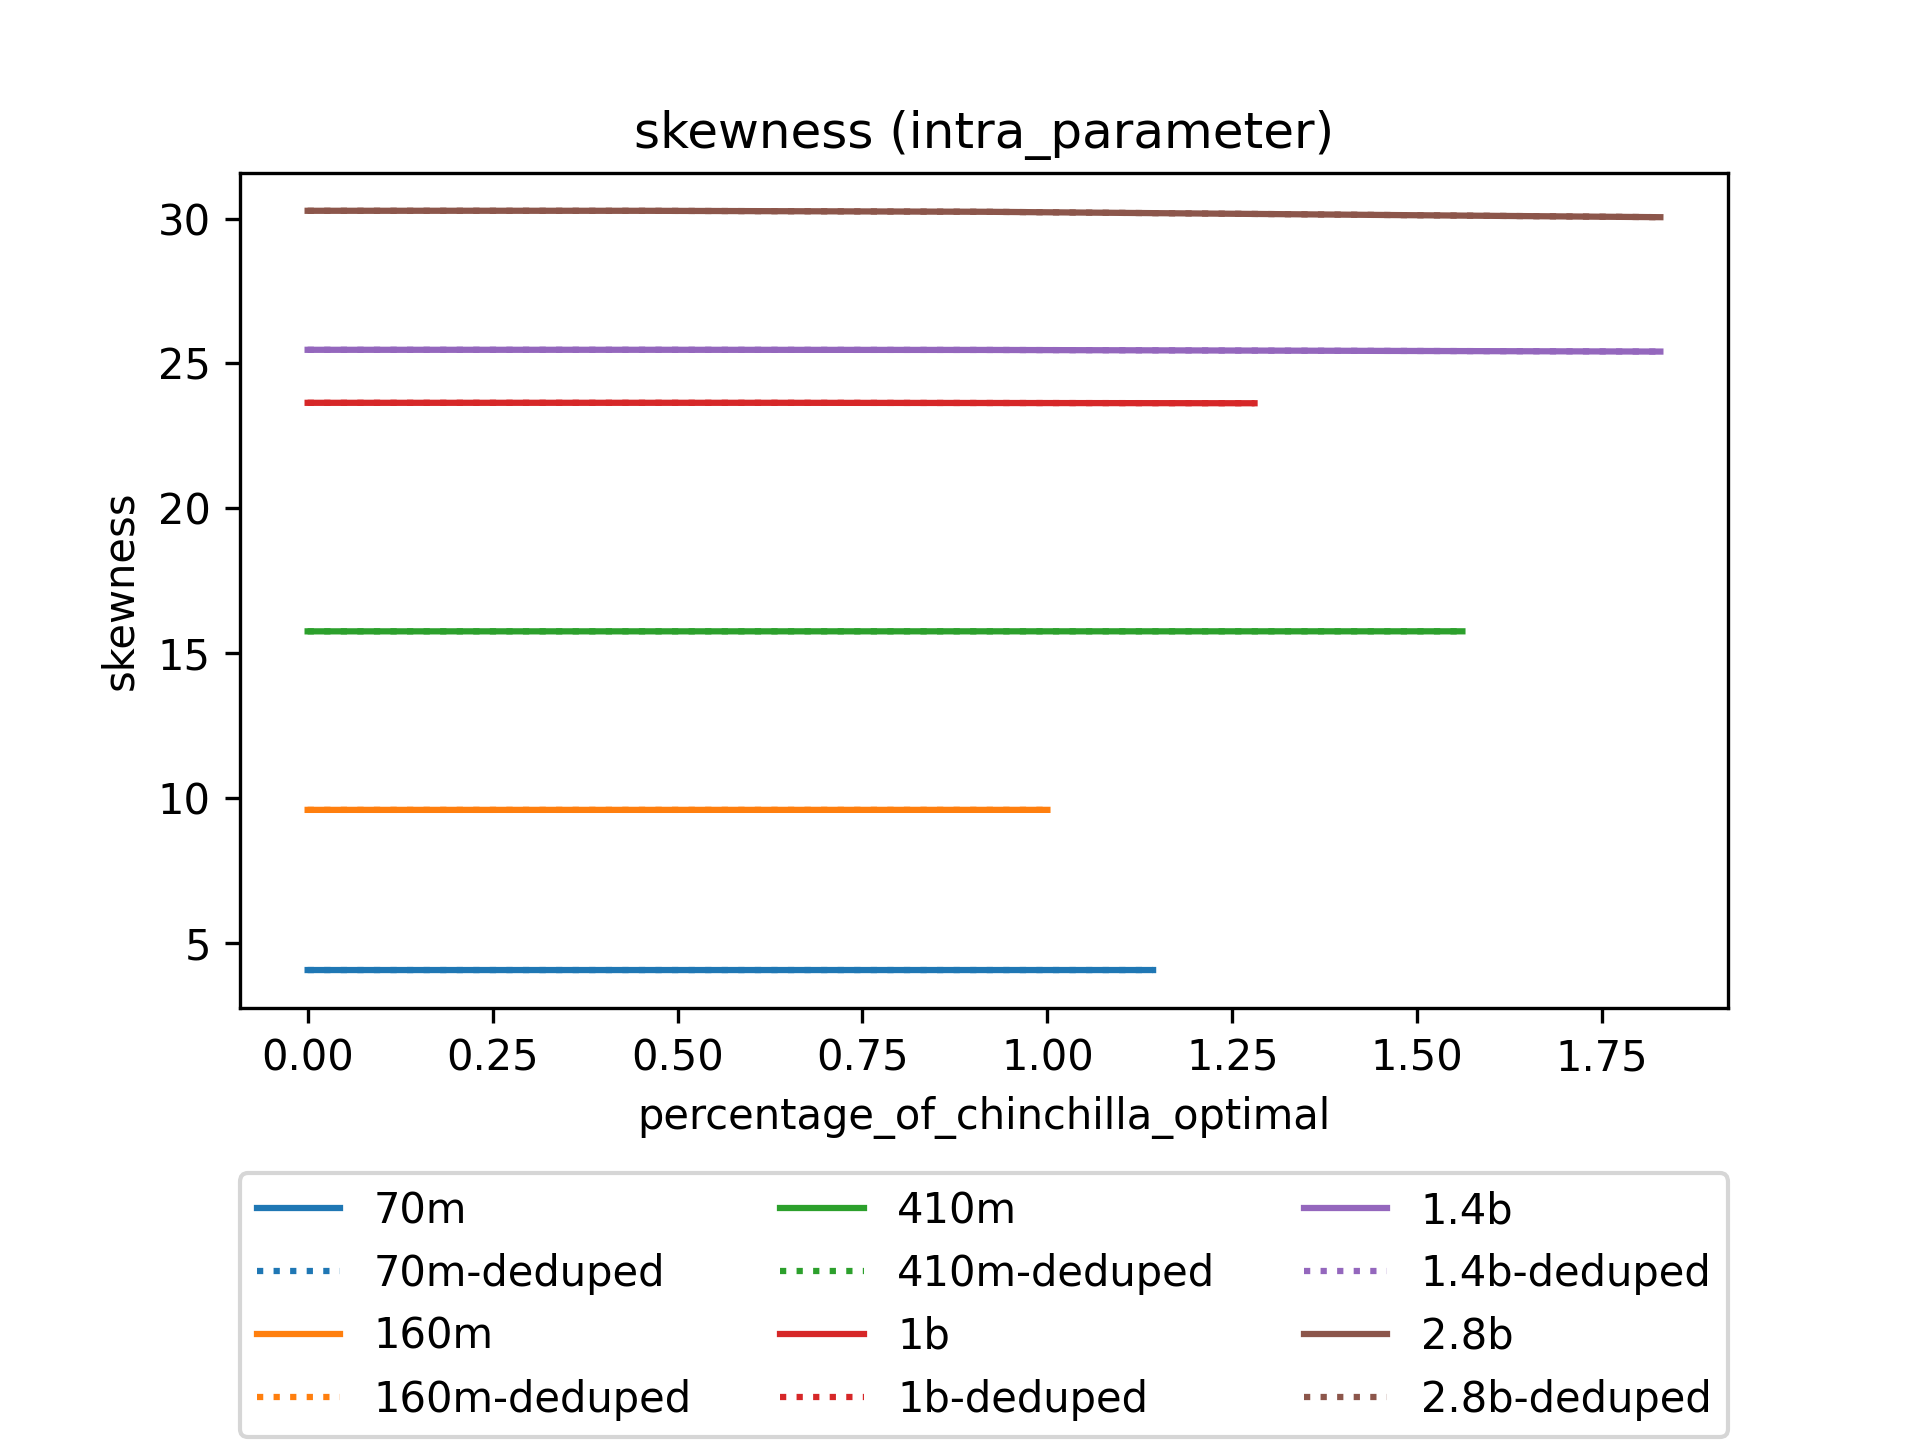 skewness (intra_parameter)
skewness
30
25
20
15
10
5
0.00 0.25 0.50 0.75 1.00 1.25 1.50 1.75
percentage_of_chinchilla_optimal
70m
70m-deduped
160m
160m-deduped
410m
410m-deduped
1b
1b-deduped
1.4b
1.4b-deduped
2.8b
2.8b-deduped